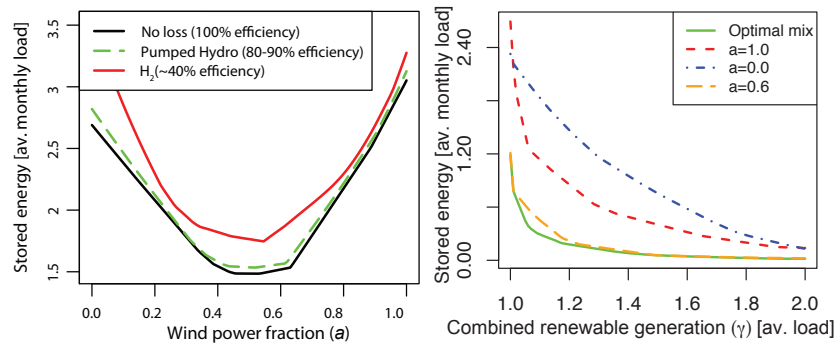 No loss (100% efficiency)
Pumped Hydro (80-90% efficiency)
H2(~40% efficiency)
Stored energy [av. monthly load]
3.5
3
2.5
2
1.5
0.0 0.2 0.4 0.6 0.8 1.0
Wind power fraction (a)
Optimal mix
a=1.0
a=0.0
a=0.6
Stored energy [av. monthly load]
2.40
1.20
0.00
1.0 1.2 1.4 1.6 1.8 2.0
Combined renewable generation (γ) [av. load]